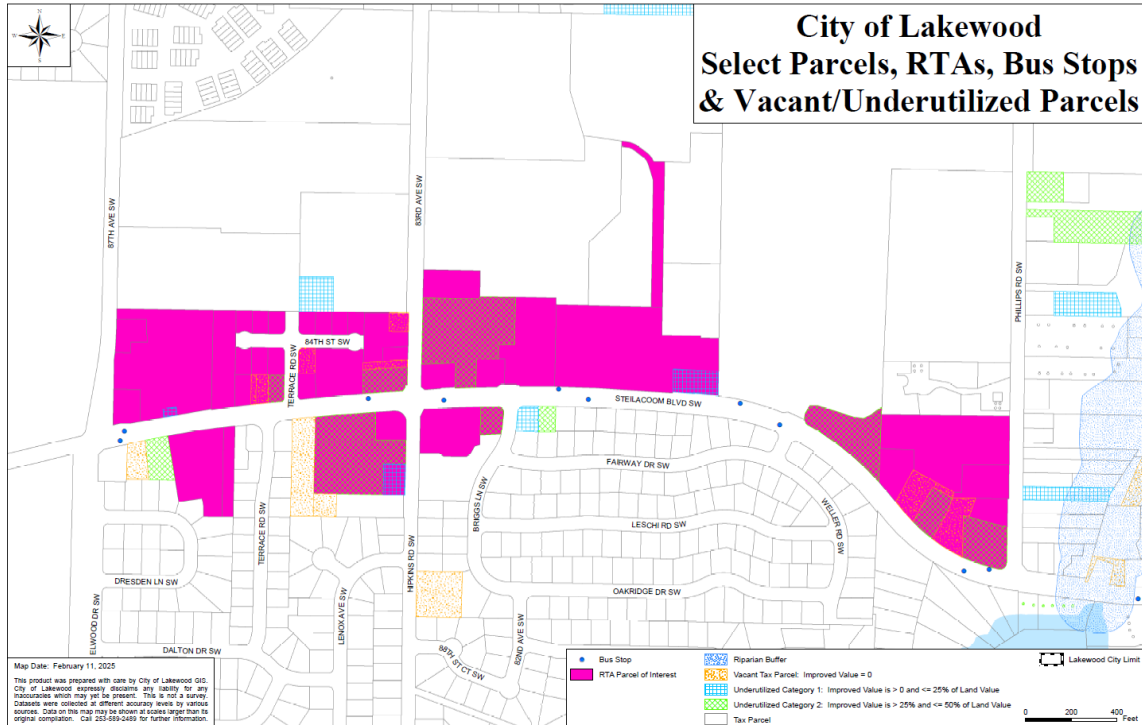 City of Lakewood
Select Parcels, RTAs, Bus Stops
& Vacant/Underutilized Parcels
N
W
E
S
87TH AVE SW
83RD AVE SW
PHILLIPS RD SW
84TH ST SW
TERRACE RD SW
STEILACOOM BLVD SW
FAIRWAY DR SW
BRIGGS LN SW
WELLER RD SW
LESCHI RD SW
TERRACE RD SW
HIPKINS RD SW
DRESDEN LN SW
OAKRIDGE DR SW
LENOX AVE SW
ELWOOD DR SW
82ND AVE SW
DALTON DR SW
88TH ST CT SW
Map Date: February 11, 2025
This product was prepared with care by City of Lakewood GIS.
City of Lakewood expressly disclaims any liability for any
inaccuracies which may yet be present. This is not a survey.
Datasets were collected at different accuracy levels by various
sources. Data on this map may be shown at scales larger than its
original compilation. Call 253-589-2489 for further information.
Bus Stop
RTA Parcel of Interest
Riparian Buffer
Vacant Tax Parcel: Improved Value = 0
Underutilized Category 1: Improved Value is > 0 and <= 25% of Land Value
Underutilized Category 2: Improved Value is > 25% and <= 50% of Land Value
Tax Parcel
Lakewood City Limit
0 200 400
Feet